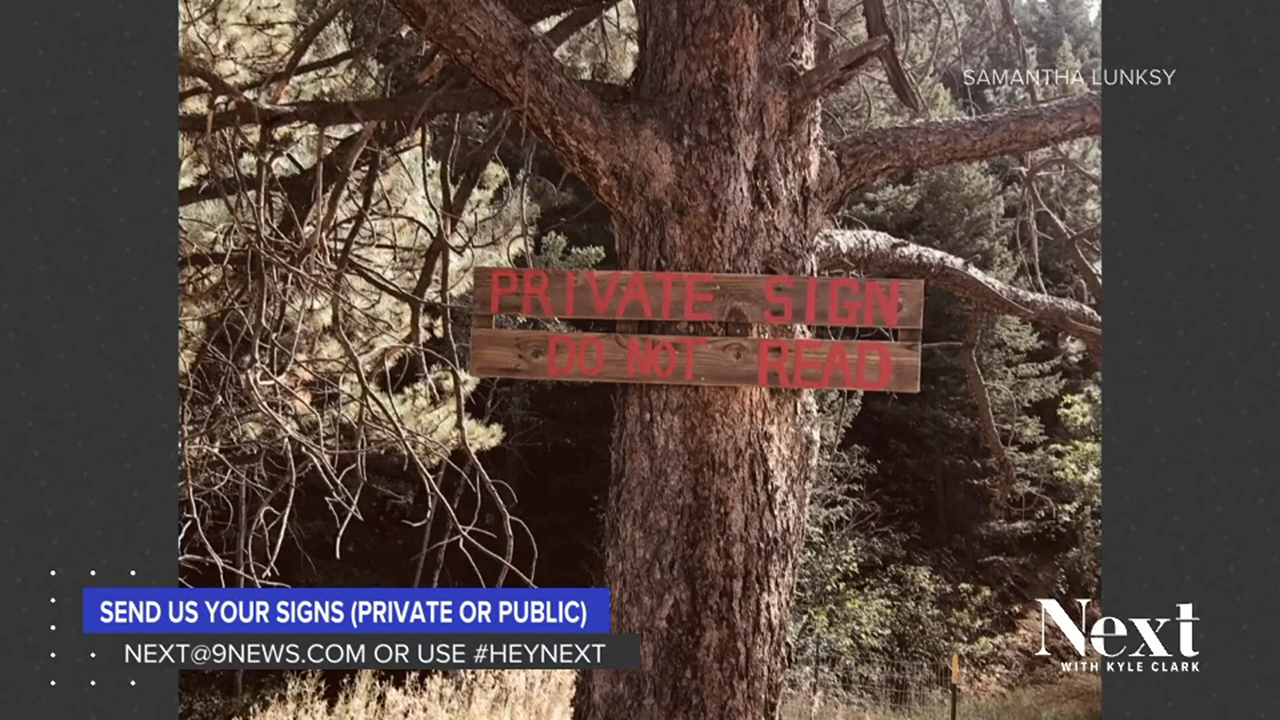 SAMANTHA LUNKSY
PRIVATE SIGN
DO NOT READ
SEND US YOUR SIGNS (PRIVATE OR PUBLIC)
NEXT@9NEWS.COM OR USE #HEYNEXT
Next
WITH KYLE CLARK